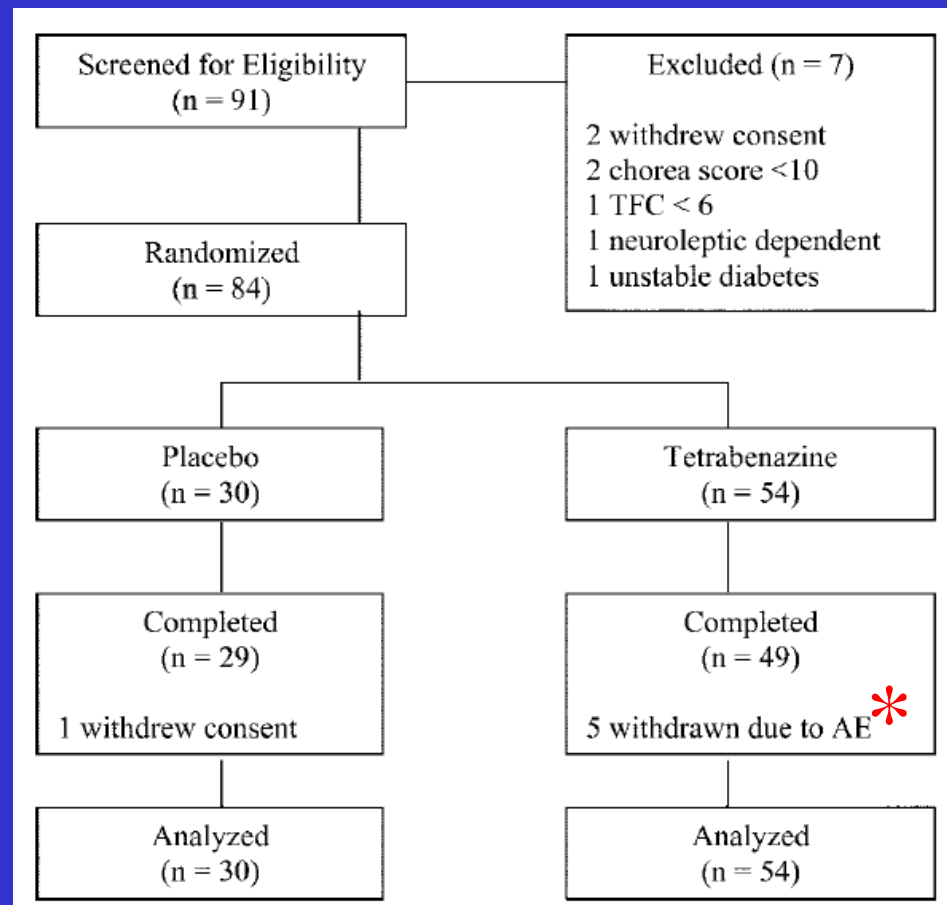 Screened for Eligibility
(n = 91)
Excluded (n = 7)
2 withdrew consent
2 chorea score <10
1 TFC < 6
1 neuroleptic dependent
1 unstable diabetes
Randomized
(n = 84)
Placebo
(n = 30)
Tetrabenazine
(n = 54)
Completed
(n = 29)
1 withdrew consent
Completed
(n = 49)
5 withdrawn due to AE*
Analyzed
(n = 30)
Analyzed
(n = 54)